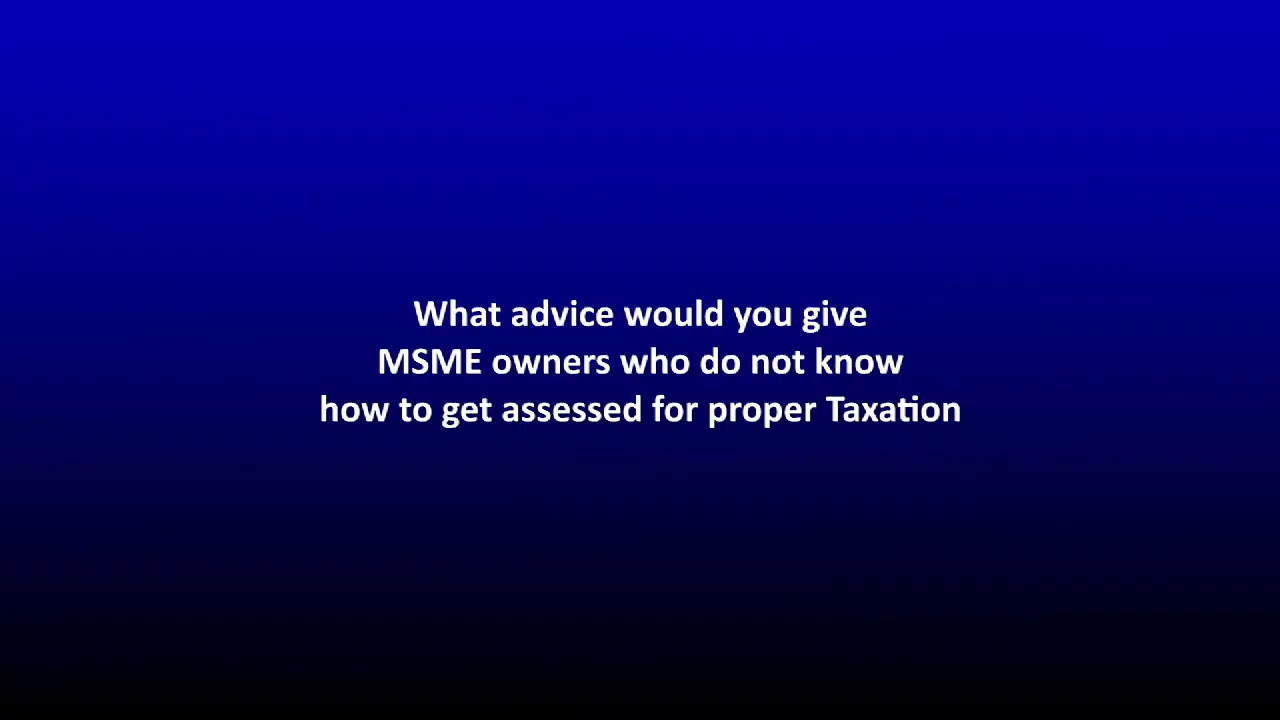 What advice would you give
MSME owners who do not know
how to get assessed for proper Taxation